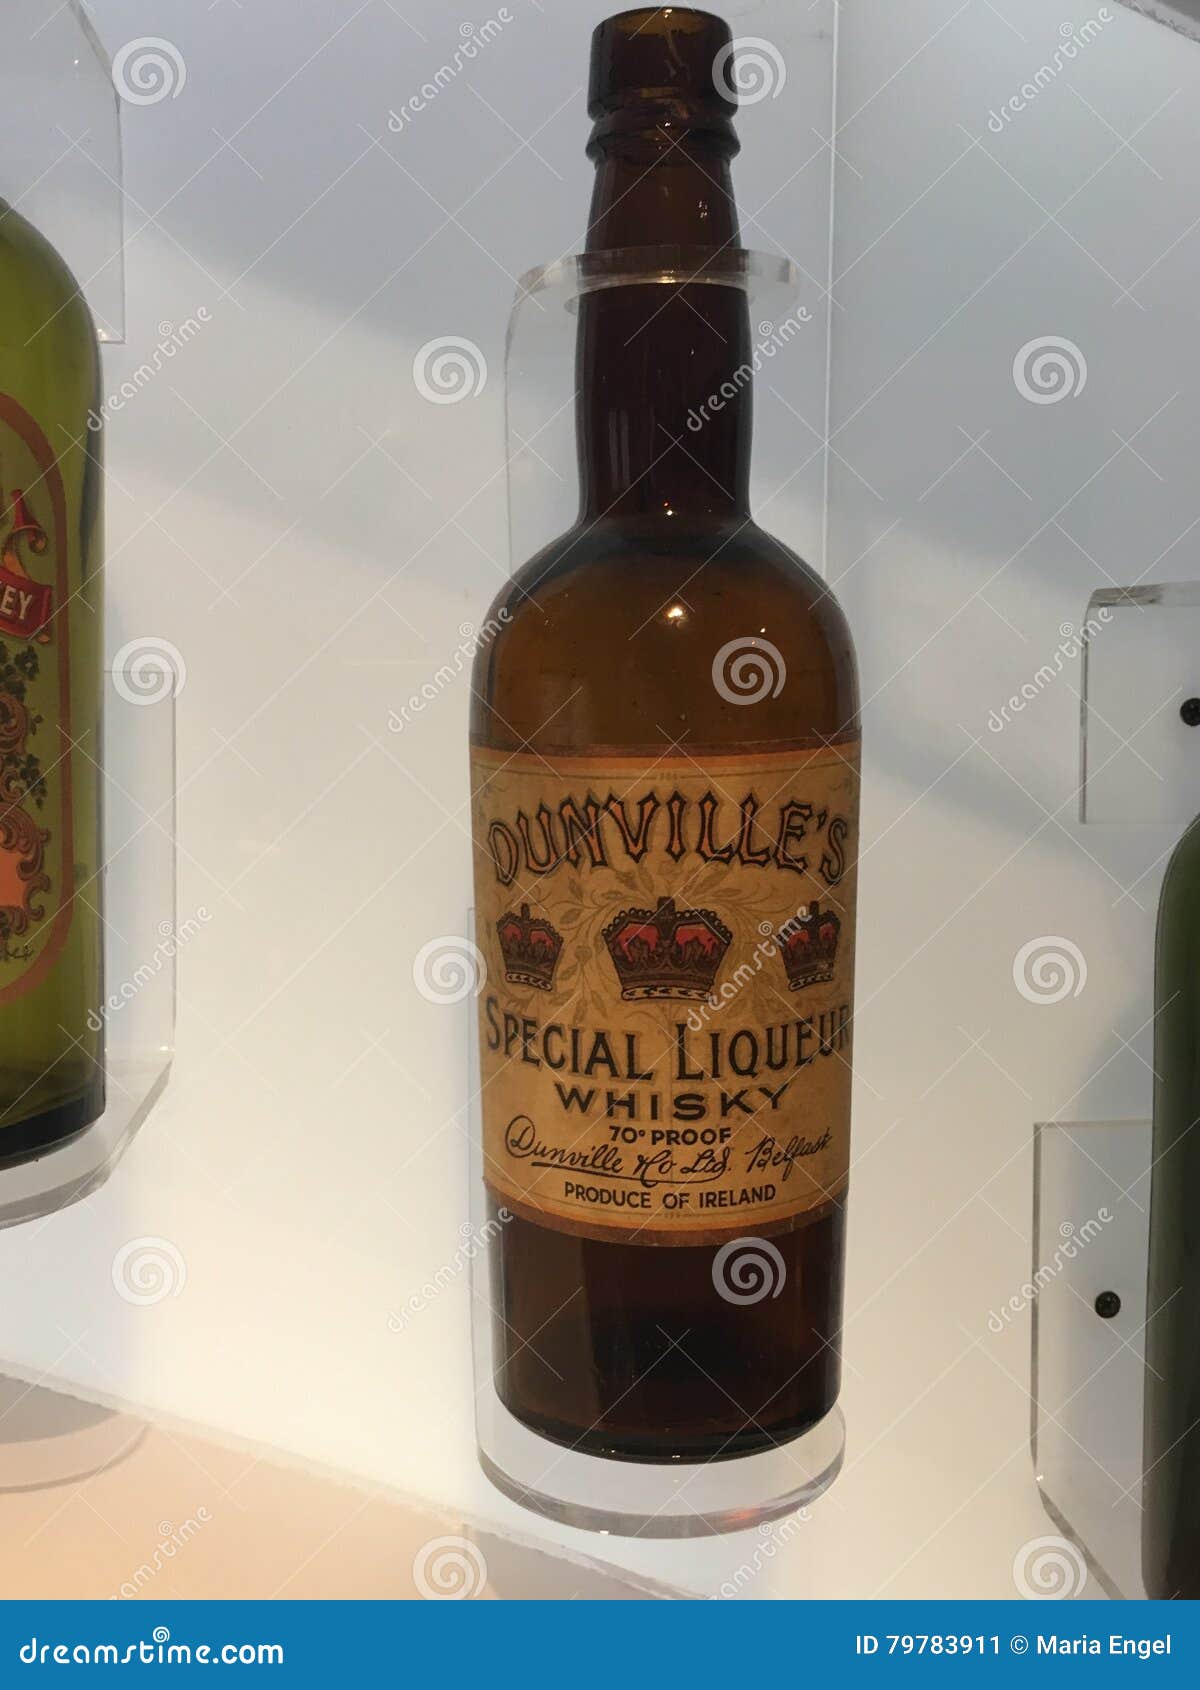 DUNVILLE'S
SPECIAL LIQUEUR
WHISKY
70° PROOF
Dunville & Co Ltd. Belfast
PRODUCE OF IRELAND
EY
dreamstime.com
ID 79783911 © Maria Engel